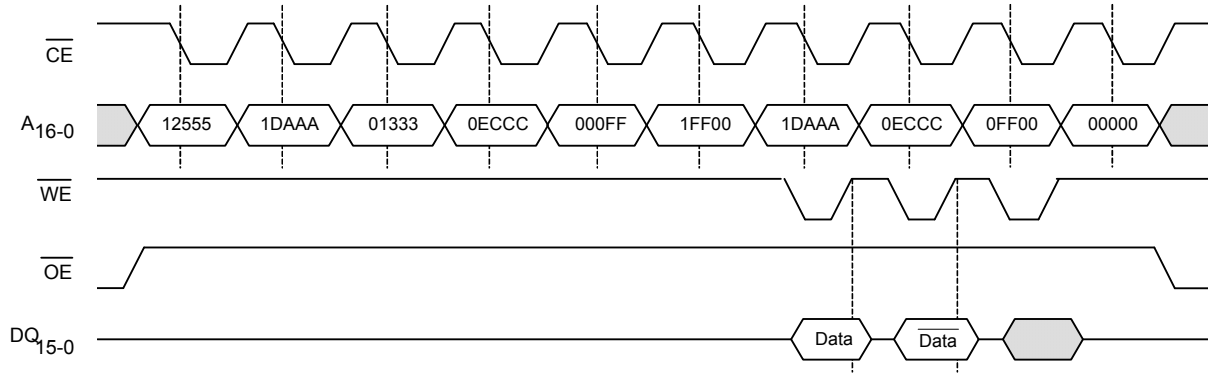 CE
A16-0 12555 1DAAA 01333 0ECCC 000FF 1FF00 1DAAA 0ECCC 0FF00 00000
WE
OE
DQ15-0 Data Data